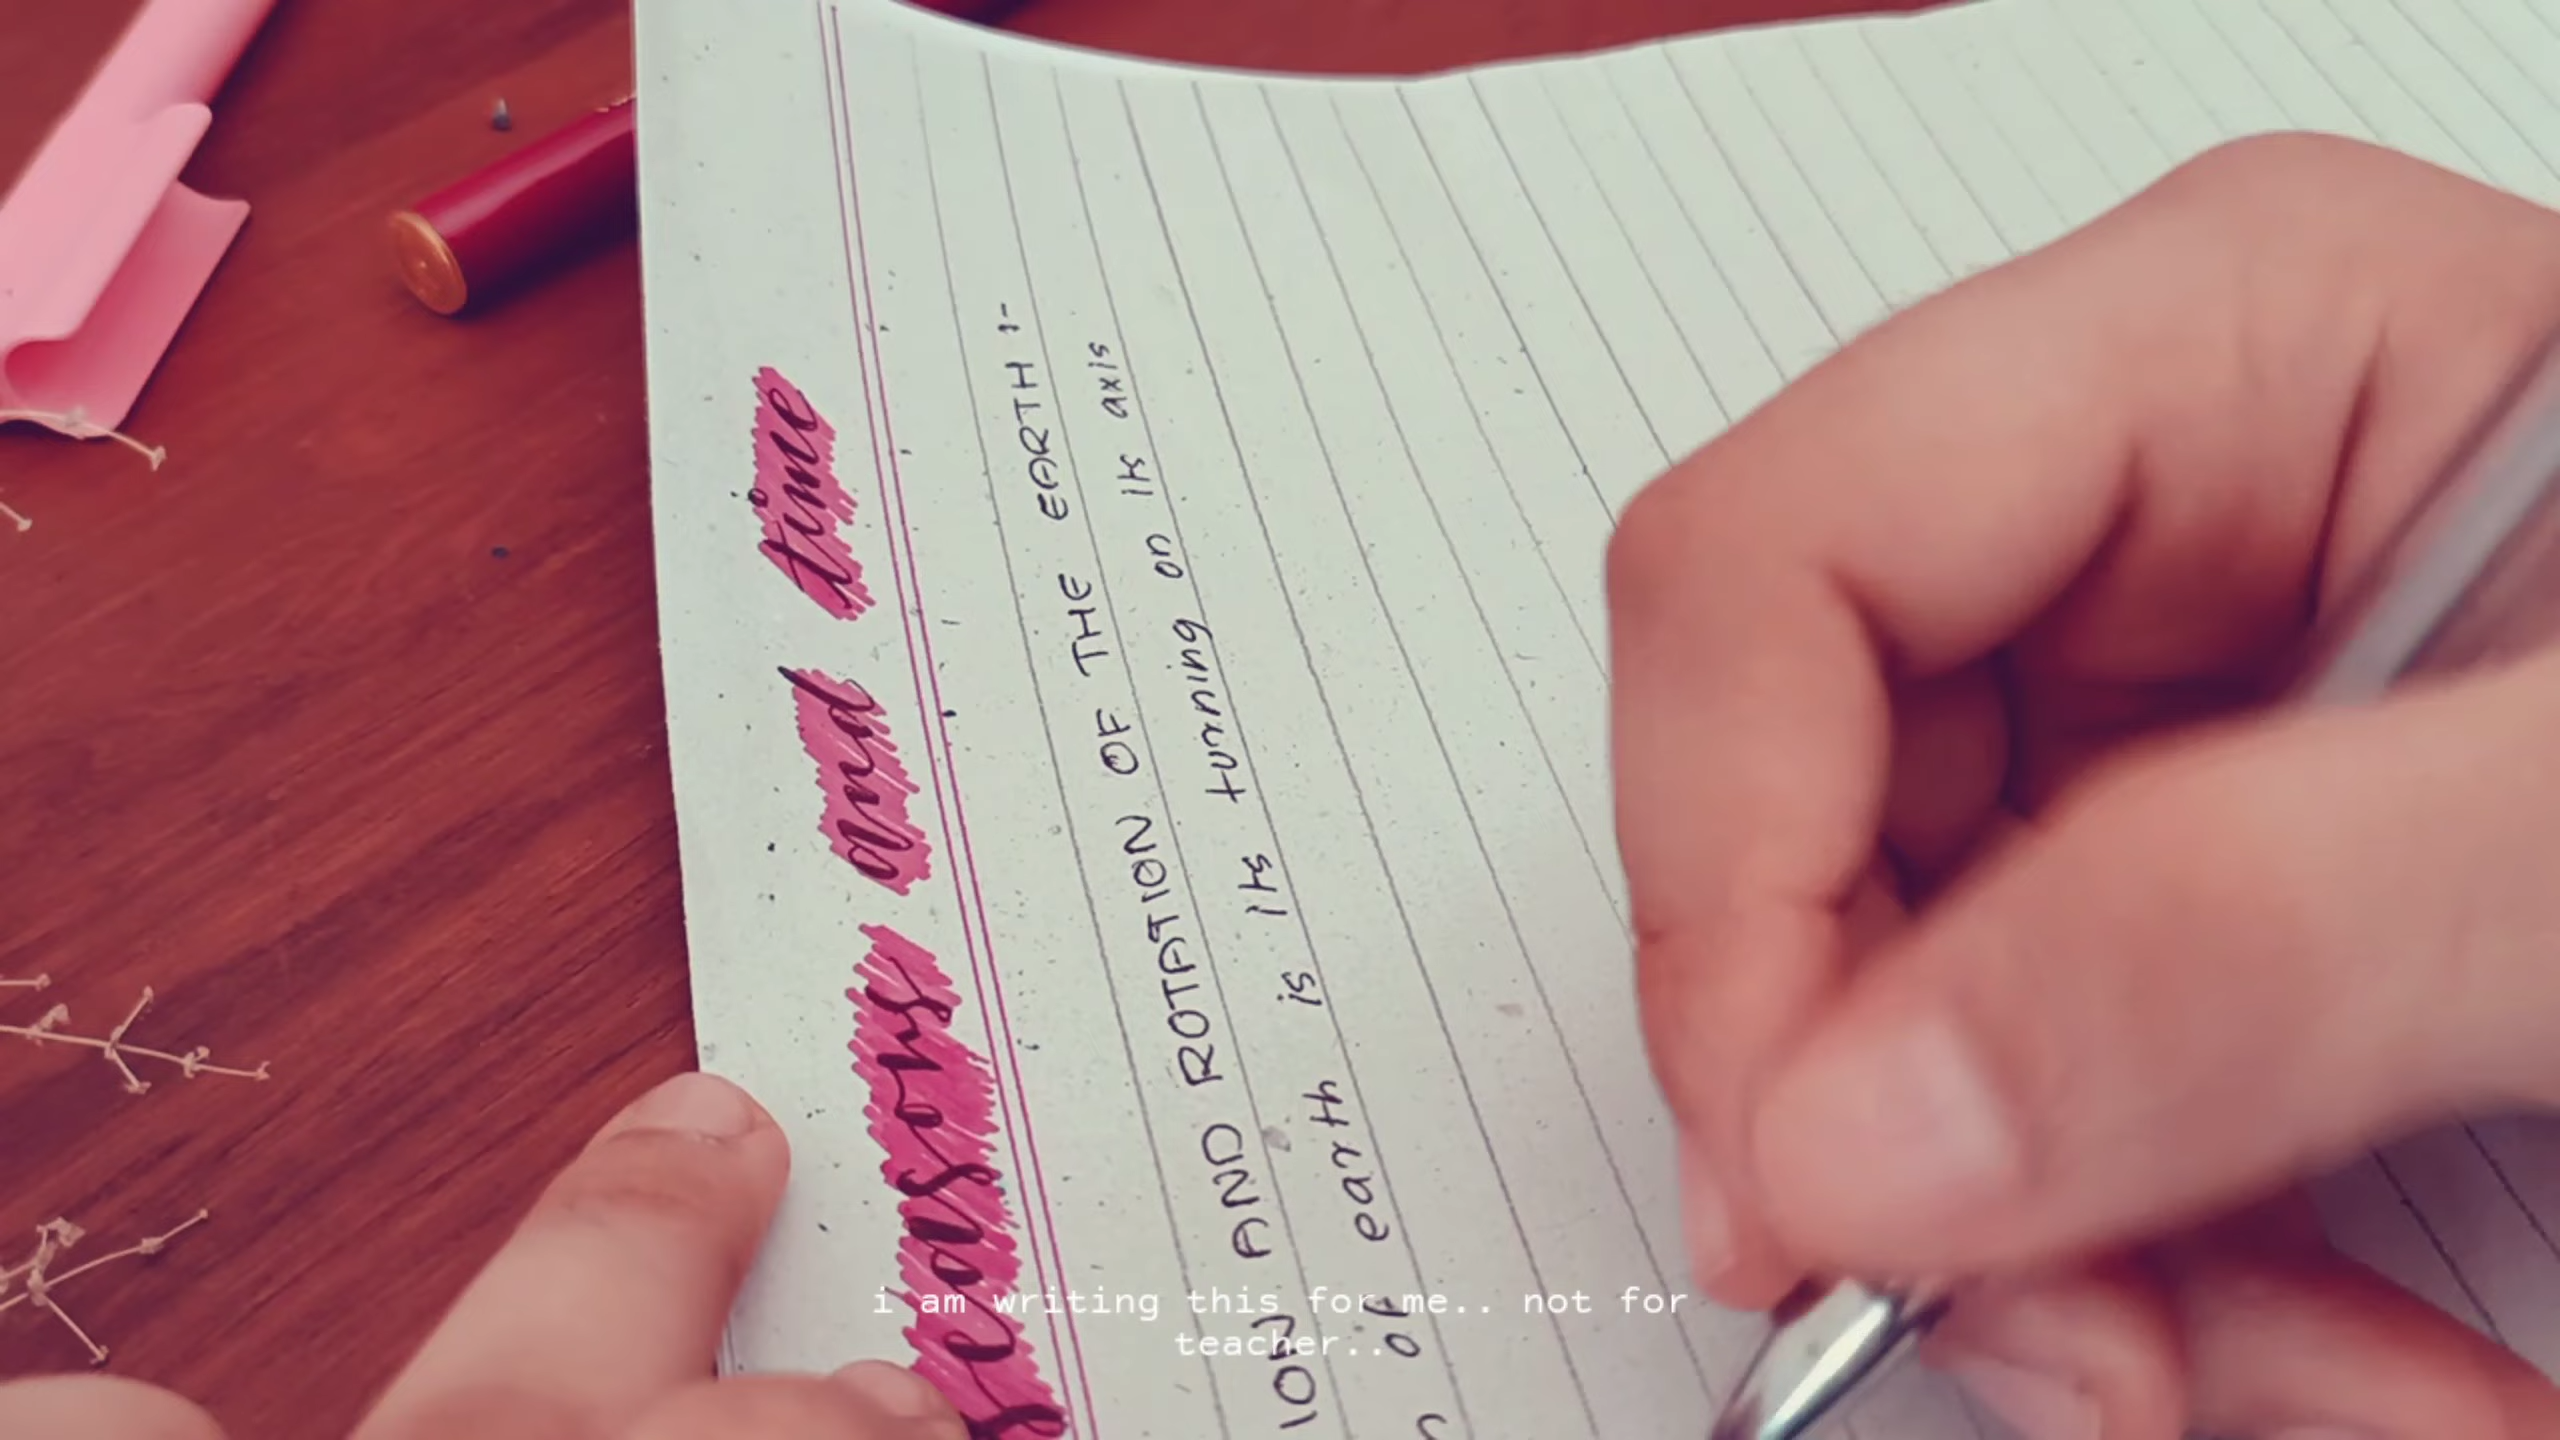 seasons and time
ION AND ROTATION OF THE EARTH :-
n of earth is its turning on its axis
i am writing this for me.. not for
teacher..